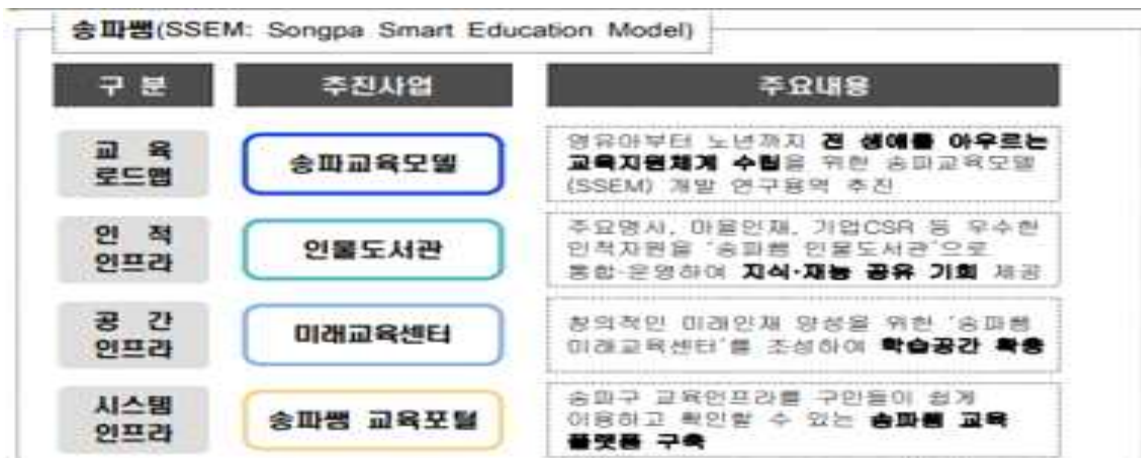 송파쌤(SSEM: Songpa Smart Education Model)
구 분
추진사업
주요내용
교 육
로드맵
송파교육모델
영유아부터 노년까지 전 생애를 아우르는
교육지원체계 수립을 위한 송파교육모델
(SSEM) 개발 연구용역 추진
인 적
인프라
인물도서관
주요명사, 마을인재, 기업CSR 등 우수한
인적자원을 '송파쌤 인물도서관'으로
통합·운영하여 지식·재능 공유 기회 제공
공 간
인프라
미래교육센터
창의적인 미래인재 양성을 위한 '송파쌤
미래교육센터'를 조성하여 학습공간 확충
시스템
인프라
송파쌤 교육포털
송파구 교육인프라를 구민들이 쉽게
이용하고 확인할 수 있는 송파쌤 교육
플랫폼 구축